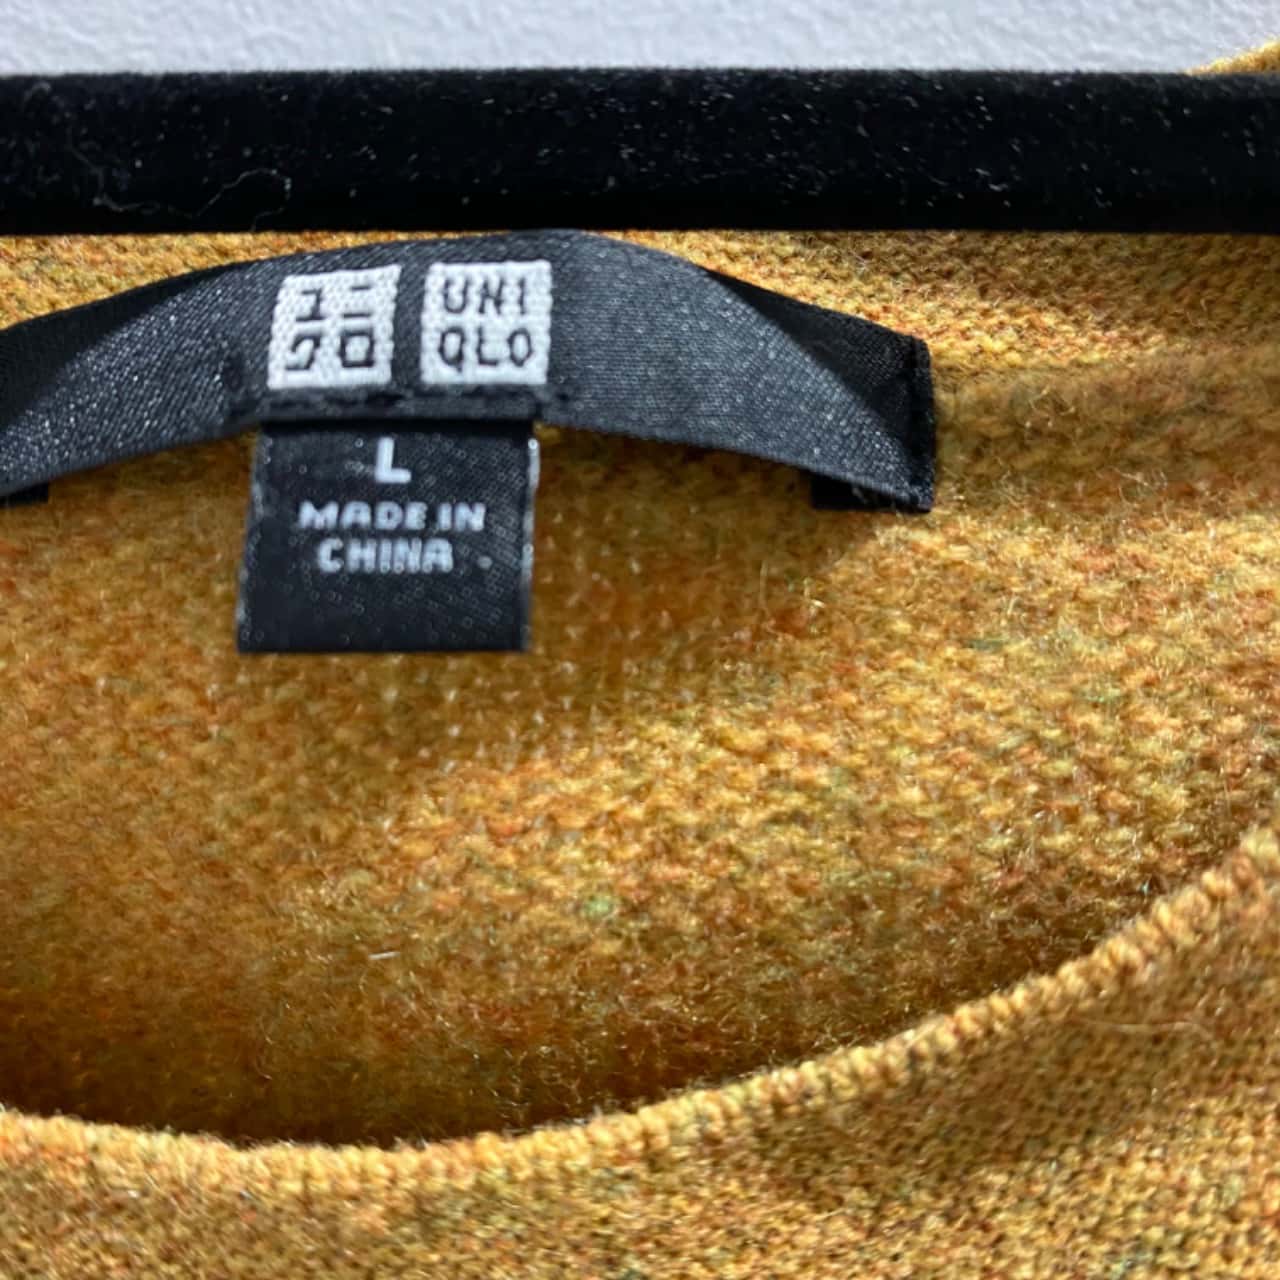 ユニ
クロ
UNI
QLO
L
MADE IN
CHINA